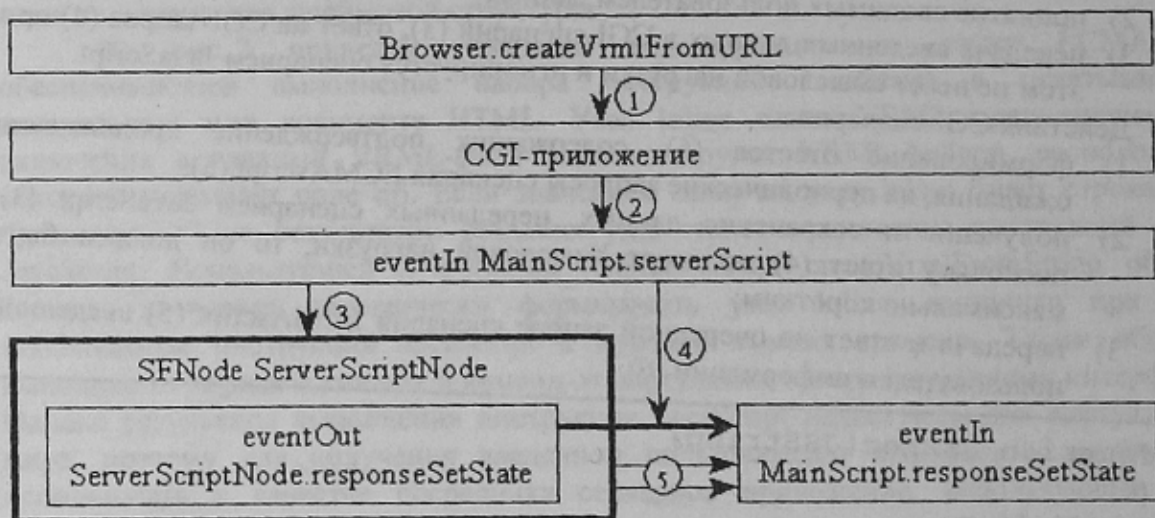 Browser.createVrmlFromURL
1
CGI-приложение
2
eventIn MainScript.serverScript
3
4
SFNode ServerScriptNode
eventOut
ServerScriptNode.responseSetState
5
eventIn
MainScript.responseSetState